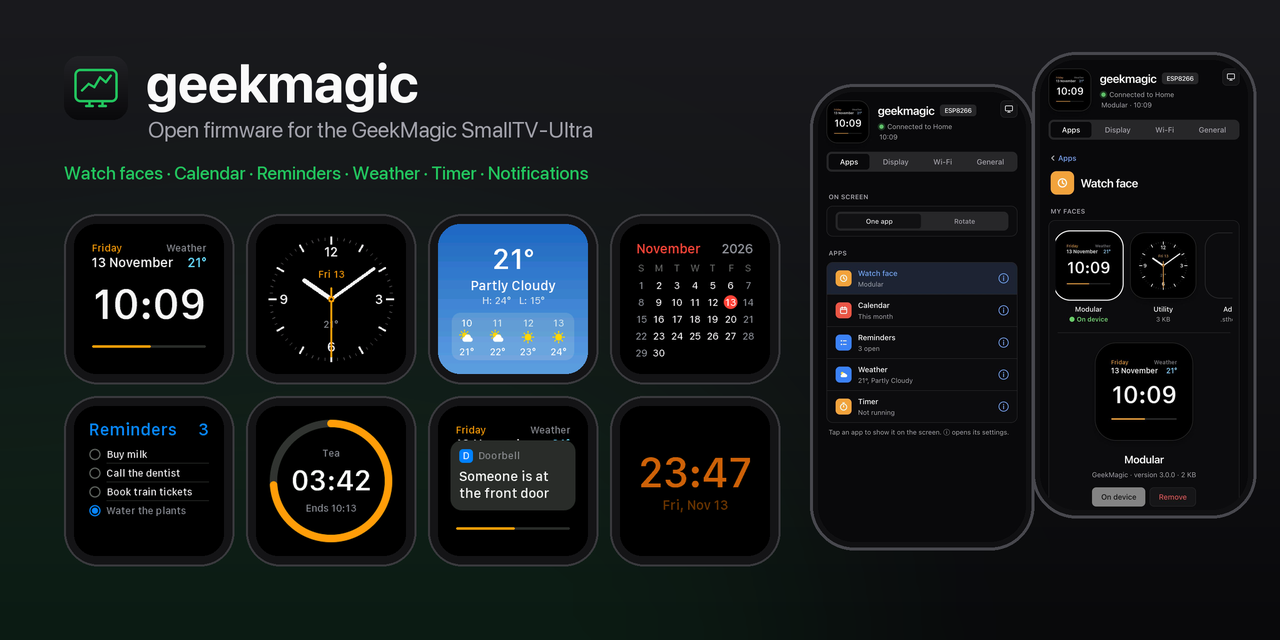 geekmagic
Open firmware for the GeekMagic SmallTV-Ultra
Watch faces · Calendar · Reminders · Weather · Timer · Notifications
Friday Weather
13 November 21°
10:09
12
Fri 13
9 3
6
21°
Partly Cloudy
H: 24° L: 15°
10 11 12 13
21° 22° 23° 24°
November 2026
S M T W T F S
1 2 3 4 5 6 7
8 9 10 11 12 13 14
15 16 17 18 19 20 21
22 23 24 25 26 27 28
29 30
Reminders 3
Buy milk
Call the dentist
Book train tickets
Water the plants
Tea
03:42
Ends 10:13
Friday Weather
D Doorbell
Someone is at
the front door
23:47
Fri, Nov 13
10:09
geekmagic ESP8266
Connected to Home
10:09
Apps Display Wi-Fi General
ON SCREEN
One app Rotate
APPS
Watch face
Modular
Calendar
This month
Reminders
3 open
Weather
21°, Partly Cloudy
Timer
Not running
Tap an app to show it on the screen. ⓘ opens its settings.
10:09
geekmagic ESP8266
Connected to Home
Modular · 10:09
Apps Display Wi-Fi General
‹ Apps
Watch face
MY FACES
Friday Weather
13 November 21°
10:09
Modular Utility Ad
On device 3 KB .sth
Friday Weather
13 November 21°
10:09
Modular
GeekMagic · version 3.0.0 · 2 KB
On device Remove